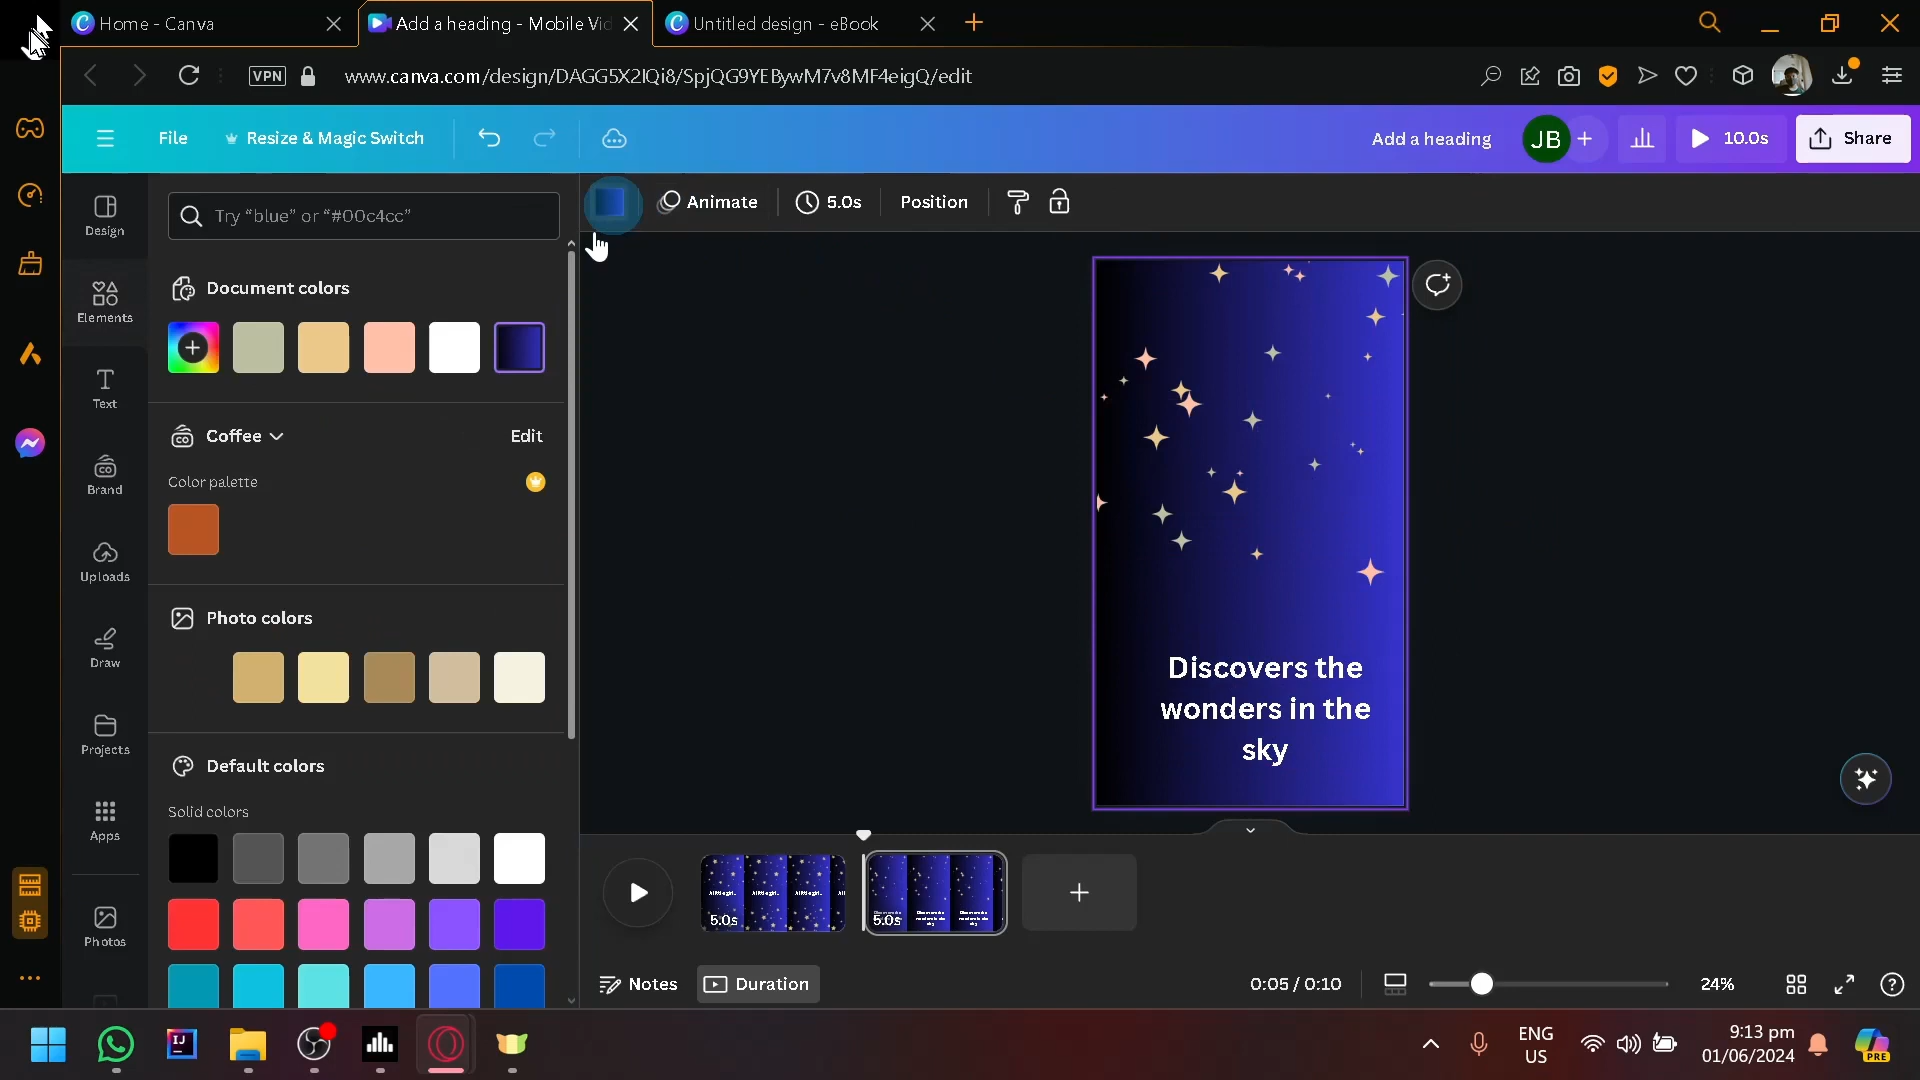 Home - Canva
Add a heading - Mobile Vid
Untitled design - eBook
VPN
www.canva.com/design/DAGG5X2IQi8/SpjQG9YEBywM7v8MF4eigQ/edit
File
Resize & Magic Switch
Add a heading
JB
10.0s
Share
Design
Elements
Text
Brand
Uploads
Draw
Projects
Apps
Photos
Try “blue” or “#00c4cc”
Document colors
Coffee
Edit
Color palette
Photo colors
Default colors
Solid colors
Animate
5.0s
Position
Discovers the
wonders in the
sky
5.0s
5.0s
Notes
Duration
0:05 / 0:10
24%
ENG
US
9:13 pm
01/06/2024
PRE